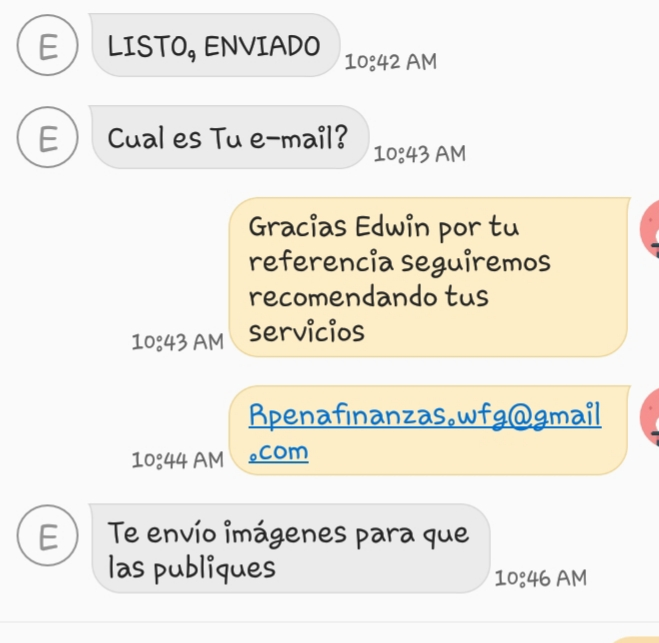 E
LISTO, ENVIADO
10:42 AM
E
Cual es Tu e-mail?
10:43 AM
Gracias Edwin por tu
referencia seguiremos
recomendando tus
servicios
10:43 AM
Rpenafinanzas.wfg@gmail
.com
10:44 AM
E
Te envío imágenes para que
las publiques
10:46 AM